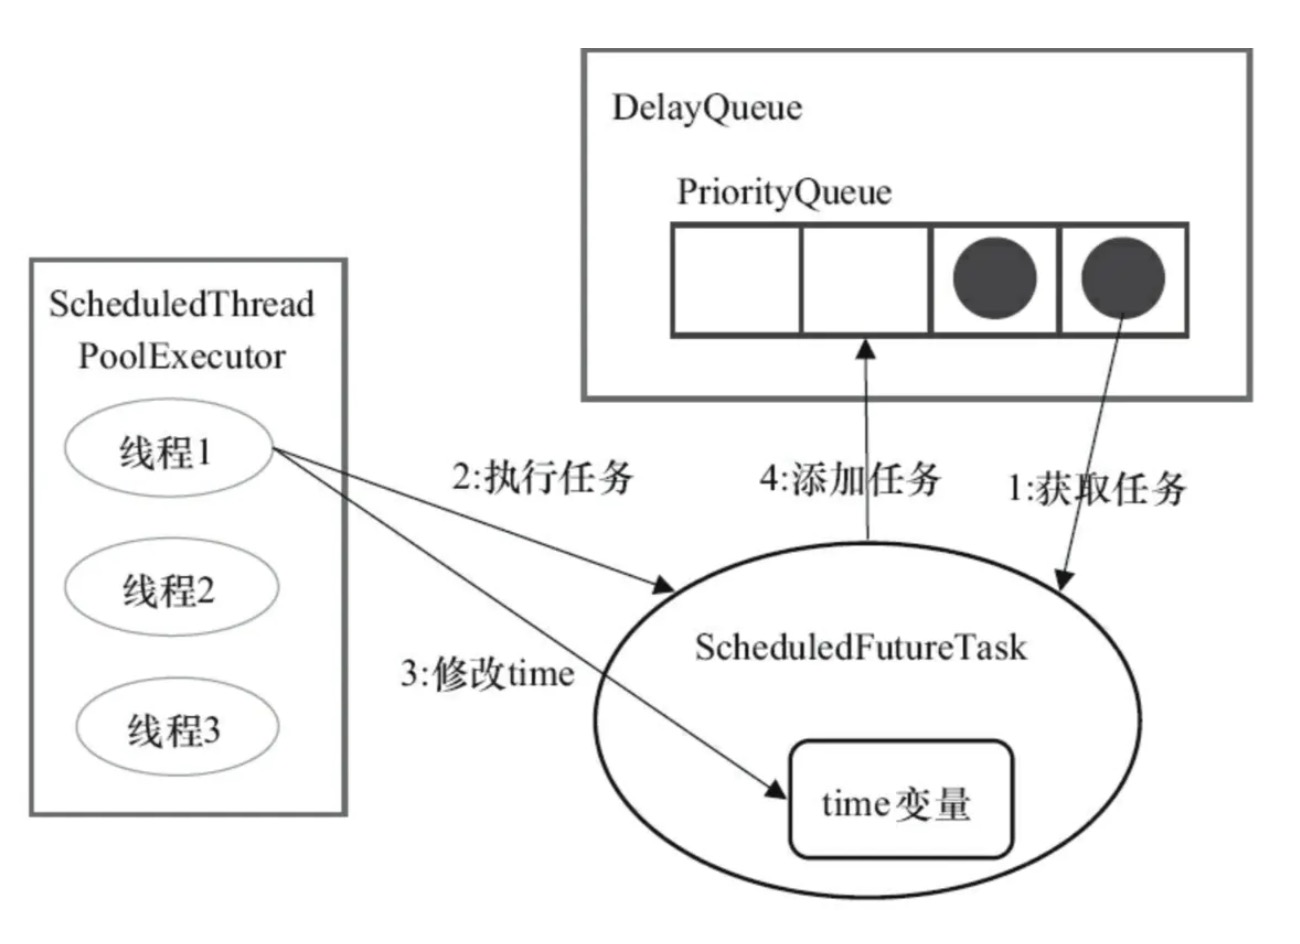 DelayQueue
PriorityQueue
ScheduledThread
PoolExecutor
线程1
线程2
线程3
2:执行任务
4:添加任务
1:获取任务
3:修改time
ScheduledFutureTask
time变量